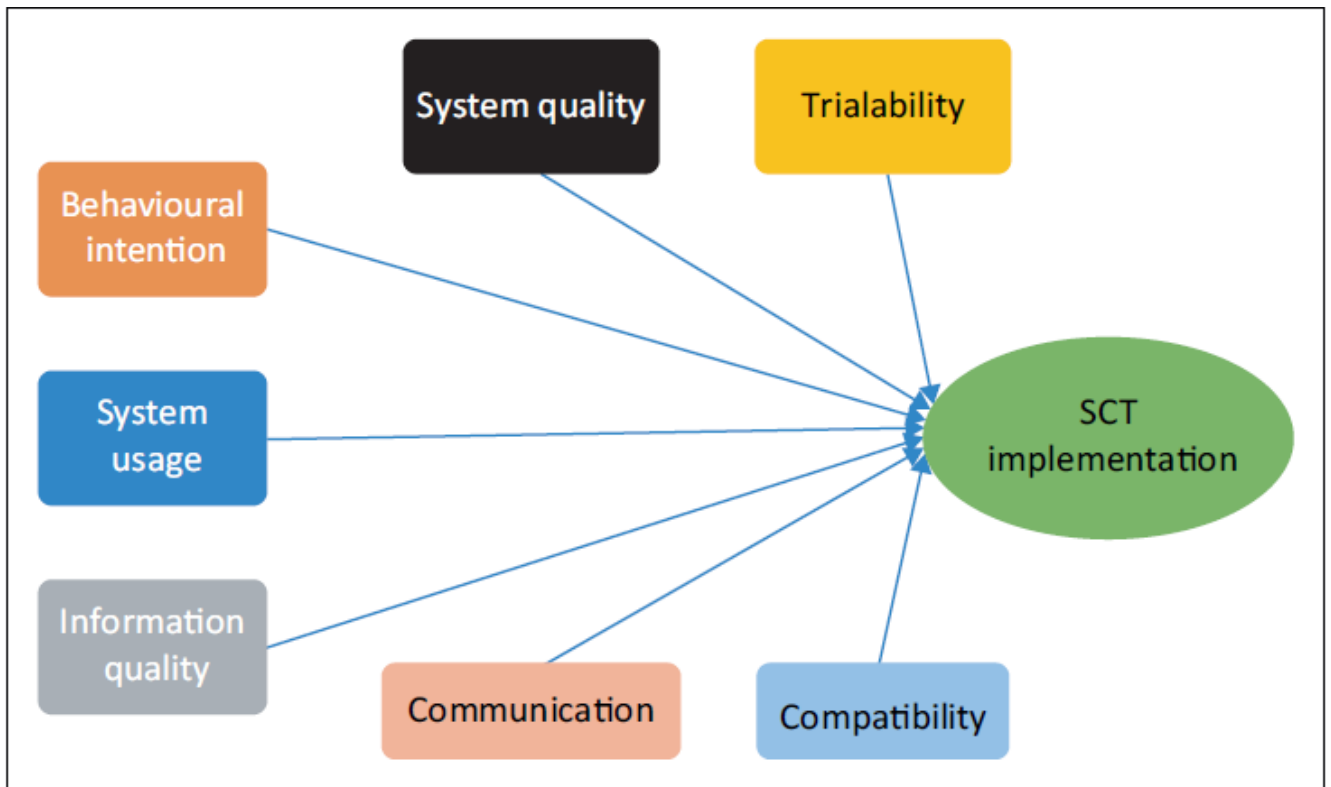 System quality
Trialability
Behavioural
intention
System
usage
SCT
implementation
Information
quality
Communication
Compatibility